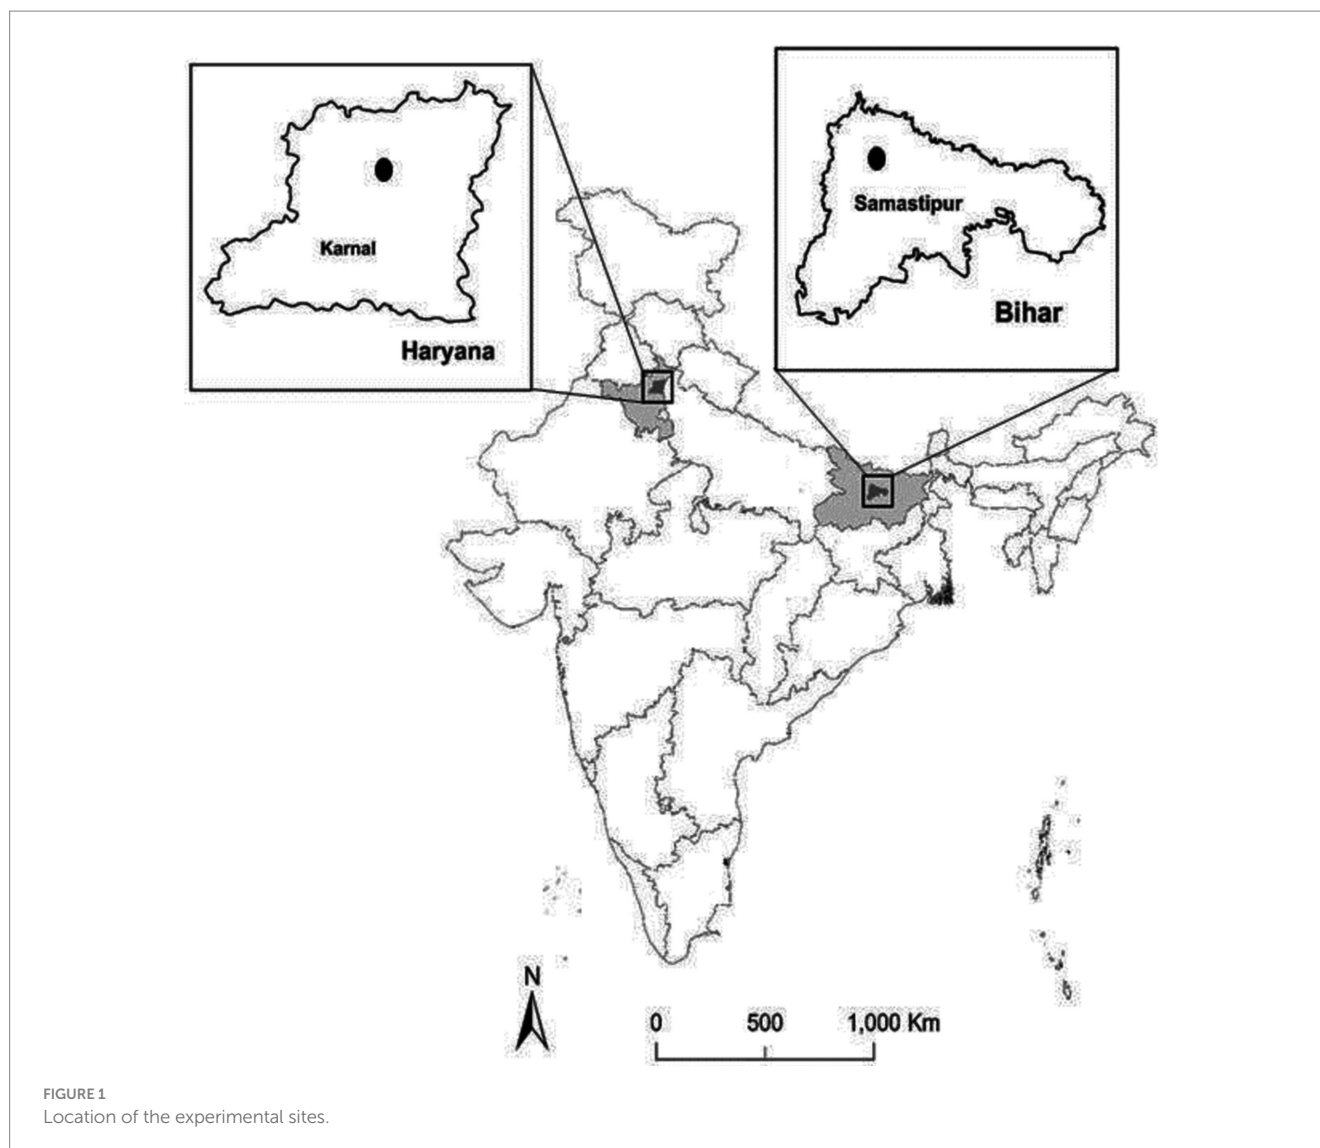 Karnal
Haryana
Samastipur
Bihar
N
0 500 1,000 Km
FIGURE 1
Location of the experimental sites.